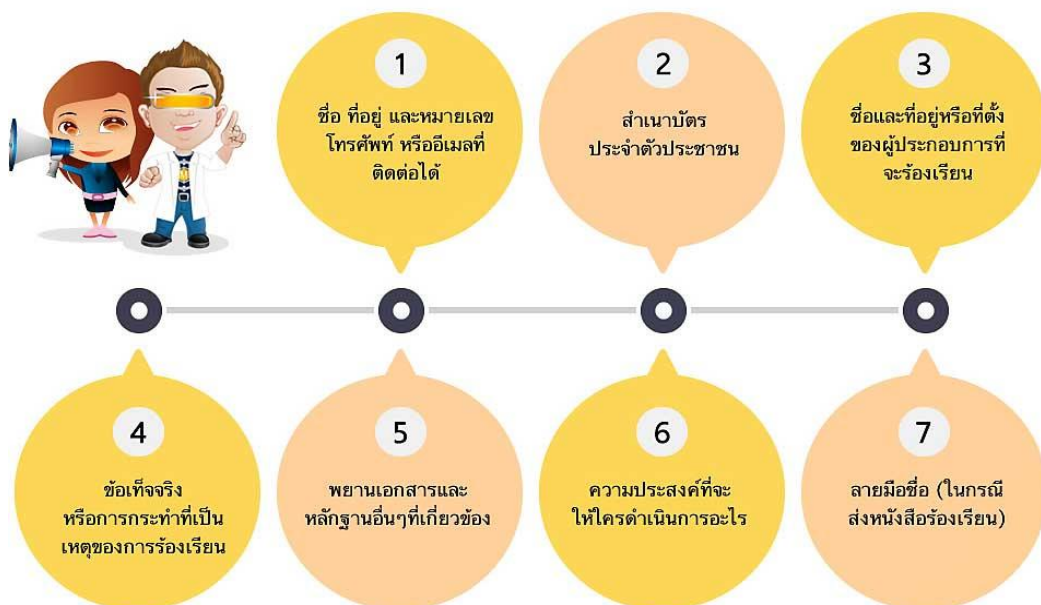 1
ชื่อ ที่อยู่ และหมายเลข
โทรศัพท์ หรืออีเมลที่
ติดต่อได้
2
สำเนาบัตร
ประจำตัวประชาชน
3
ชื่อและที่อยู่หรือที่ตั้ง
ของผู้ประกอบการที่
จะร้องเรียน
4
ข้อเท็จจริง
หรือการกระทำที่เป็น
เหตุของการร้องเรียน
5
พยานเอกสารและ
หลักฐานอื่นๆที่เกี่ยวข้อง
6
ความประสงค์ที่จะ
ให้ใครดำเนินการอะไร
7
ลายมือชื่อ (ในกรณี
ส่งหนังสือร้องเรียน)